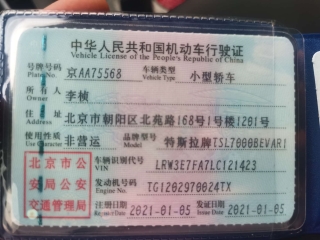 中华人民共和国机动车行驶证
Vehicle License of the People's Republic of China
号牌号码 京AA75568 车辆类型 小型轿车
Plate No. Vehicle Type
所有人 李桢
Owner
住址 北京市朝阳区北苑路168号1号楼1201号
Address
使用性质 非营运 品牌型号 特斯拉牌TSL7000BEVAR1
Use Character Model
北京市公安局公安交通管理局
车辆识别代号 LRW3E7FA7LC121423
VIN
发动机号码 TG1202970024TX
Engine No.
注册日期 2021-01-05 发证日期 2021-01-05
Register Date Issue Date